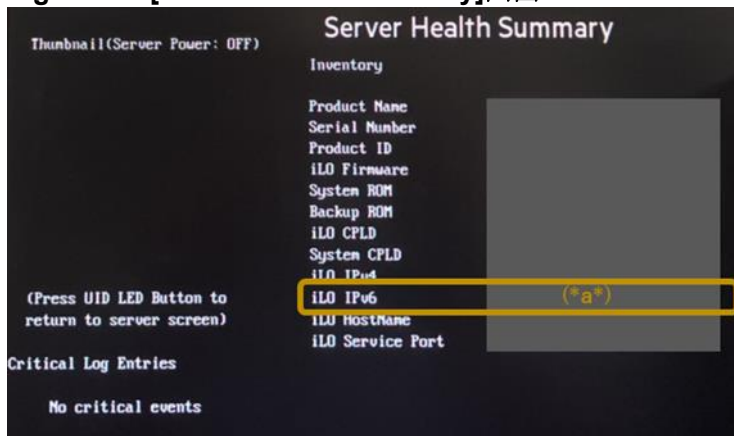 Server Health Summary
Thumbnail(Server Power: OFF)
Inventory
Product Name
Serial Number
Product ID
iLO Firmware
System ROM
Backup ROM
iLO CPLD
System CPLD
iLO IPv4
iLO IPv6 (*a*)
iLO HostName
iLO Service Port
(Press UID LED Button to
return to server screen)
Critical Log Entries
No critical events